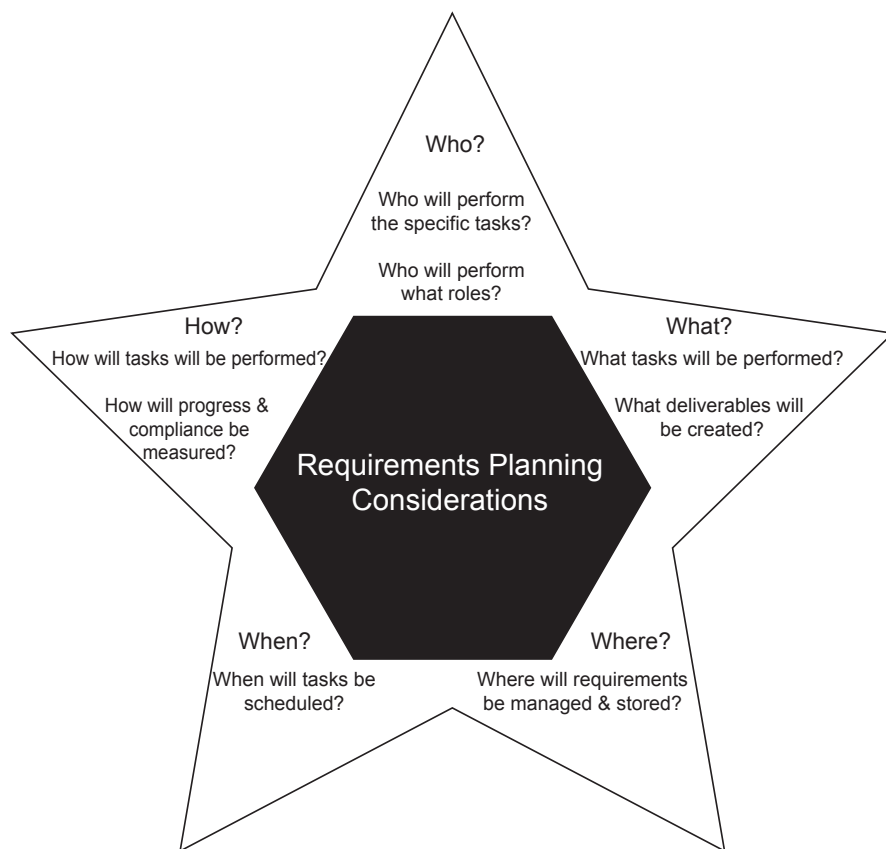 Who?
Who will perform
the specific tasks?
Who will perform
what roles?
How?
How will tasks will be performed?
How will progress &
compliance be
measured?
What?
What tasks will be performed?
What deliverables will
be created?
Requirements Planning
Considerations
When?
When will tasks be
scheduled?
Where?
Where will requirements
be managed & stored?